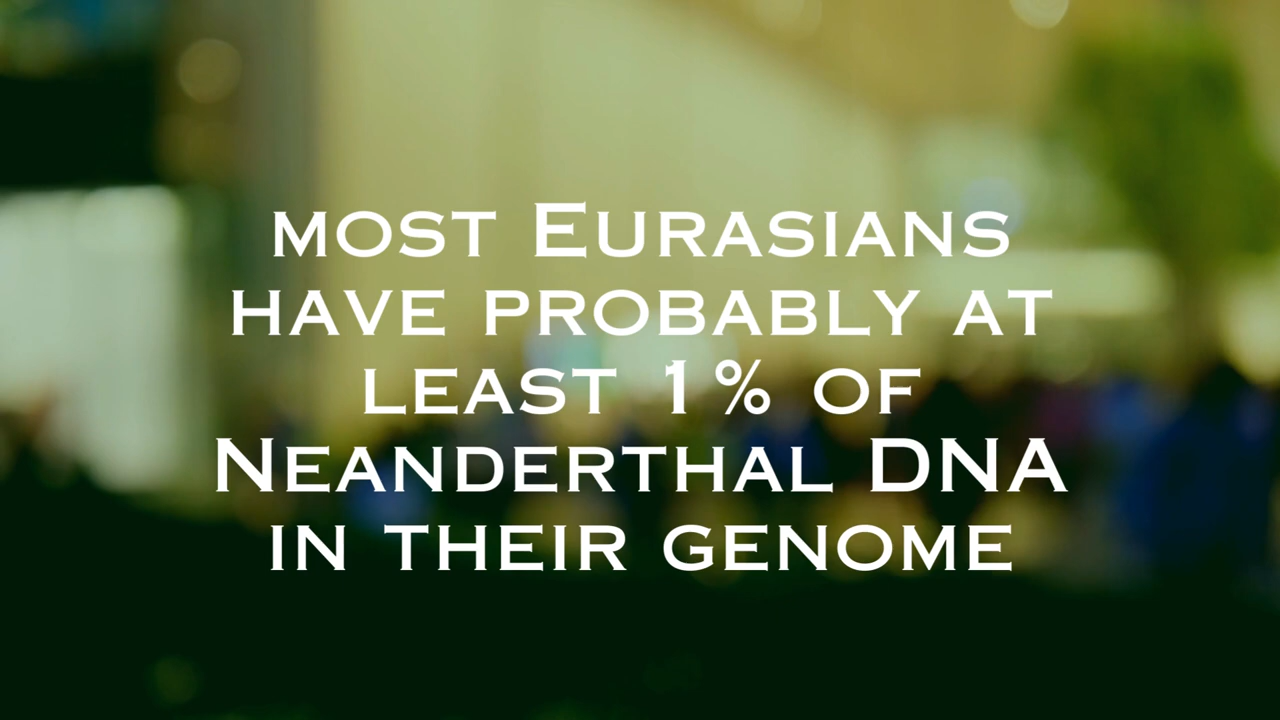 most Eurasians
have probably at
least 1% of
Neanderthal DNA
in their genome